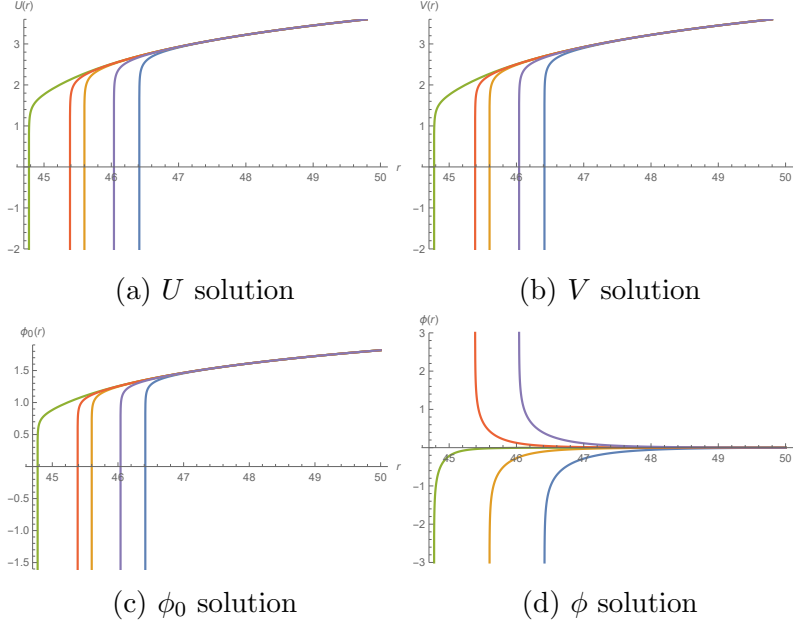 U(r)
3
2
1
45 46 47 48 49 50 r
-1
-2
(a) U solution
V(r)
3
2
1
45 46 47 48 49 50 r
-1
-2
(b) V solution
ϕ₀(r)
1.5
1.0
0.5
45 46 47 48 49 50 r
-0.5
-1.0
-1.5
(c) ϕ₀ solution
ϕ(r)
3
2
1
45 46 47 48 49 50 r
-1
-2
-3
(d) ϕ solution